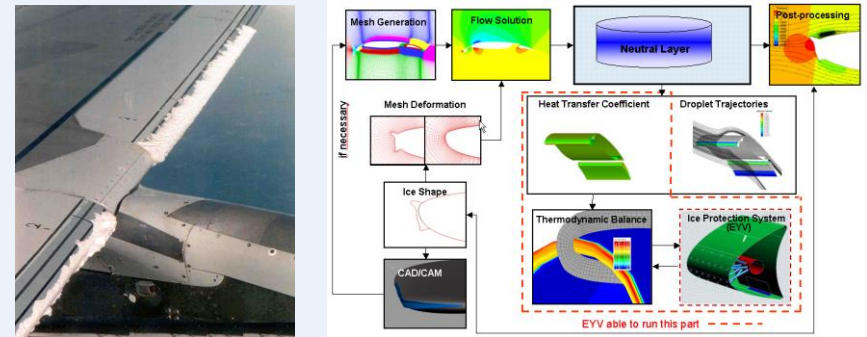 Mesh Generation
Flow Solution
Neutral Layer
Post-processing
if necessary
Mesh Deformation
Heat Transfer Coefficient
Droplet Trajectories
Ice Shape
Thermodynamic Balance
Ice Protection System
(EYV)
CAD/CAM
EYV able to run this part